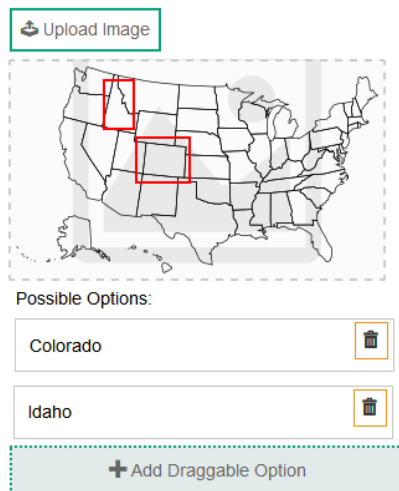 Upload Image
Possible Options:
Colorado
Idaho
Add Draggable Option